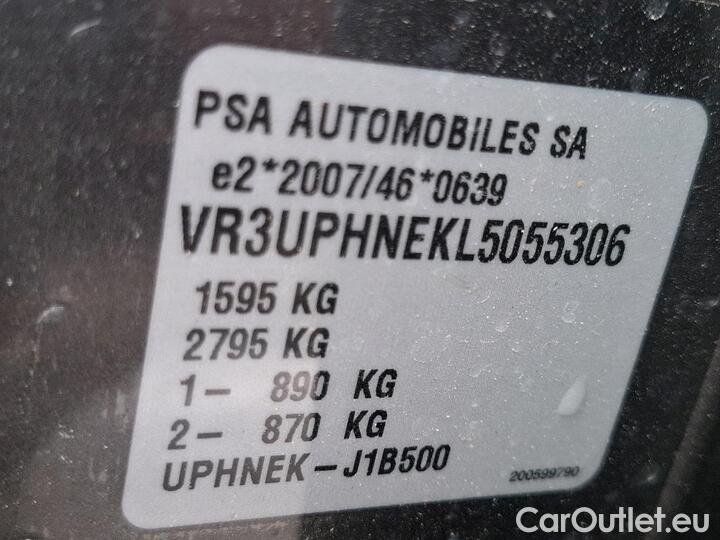 PSA AUTOMOBILES SA
e2*2007/46*0639
VR3UPHNEKL5055306
1595 KG
2795 KG
1- 890 KG
2- 870 KG
UPHNEK-J1B500
200599790
CarOutlet.eu